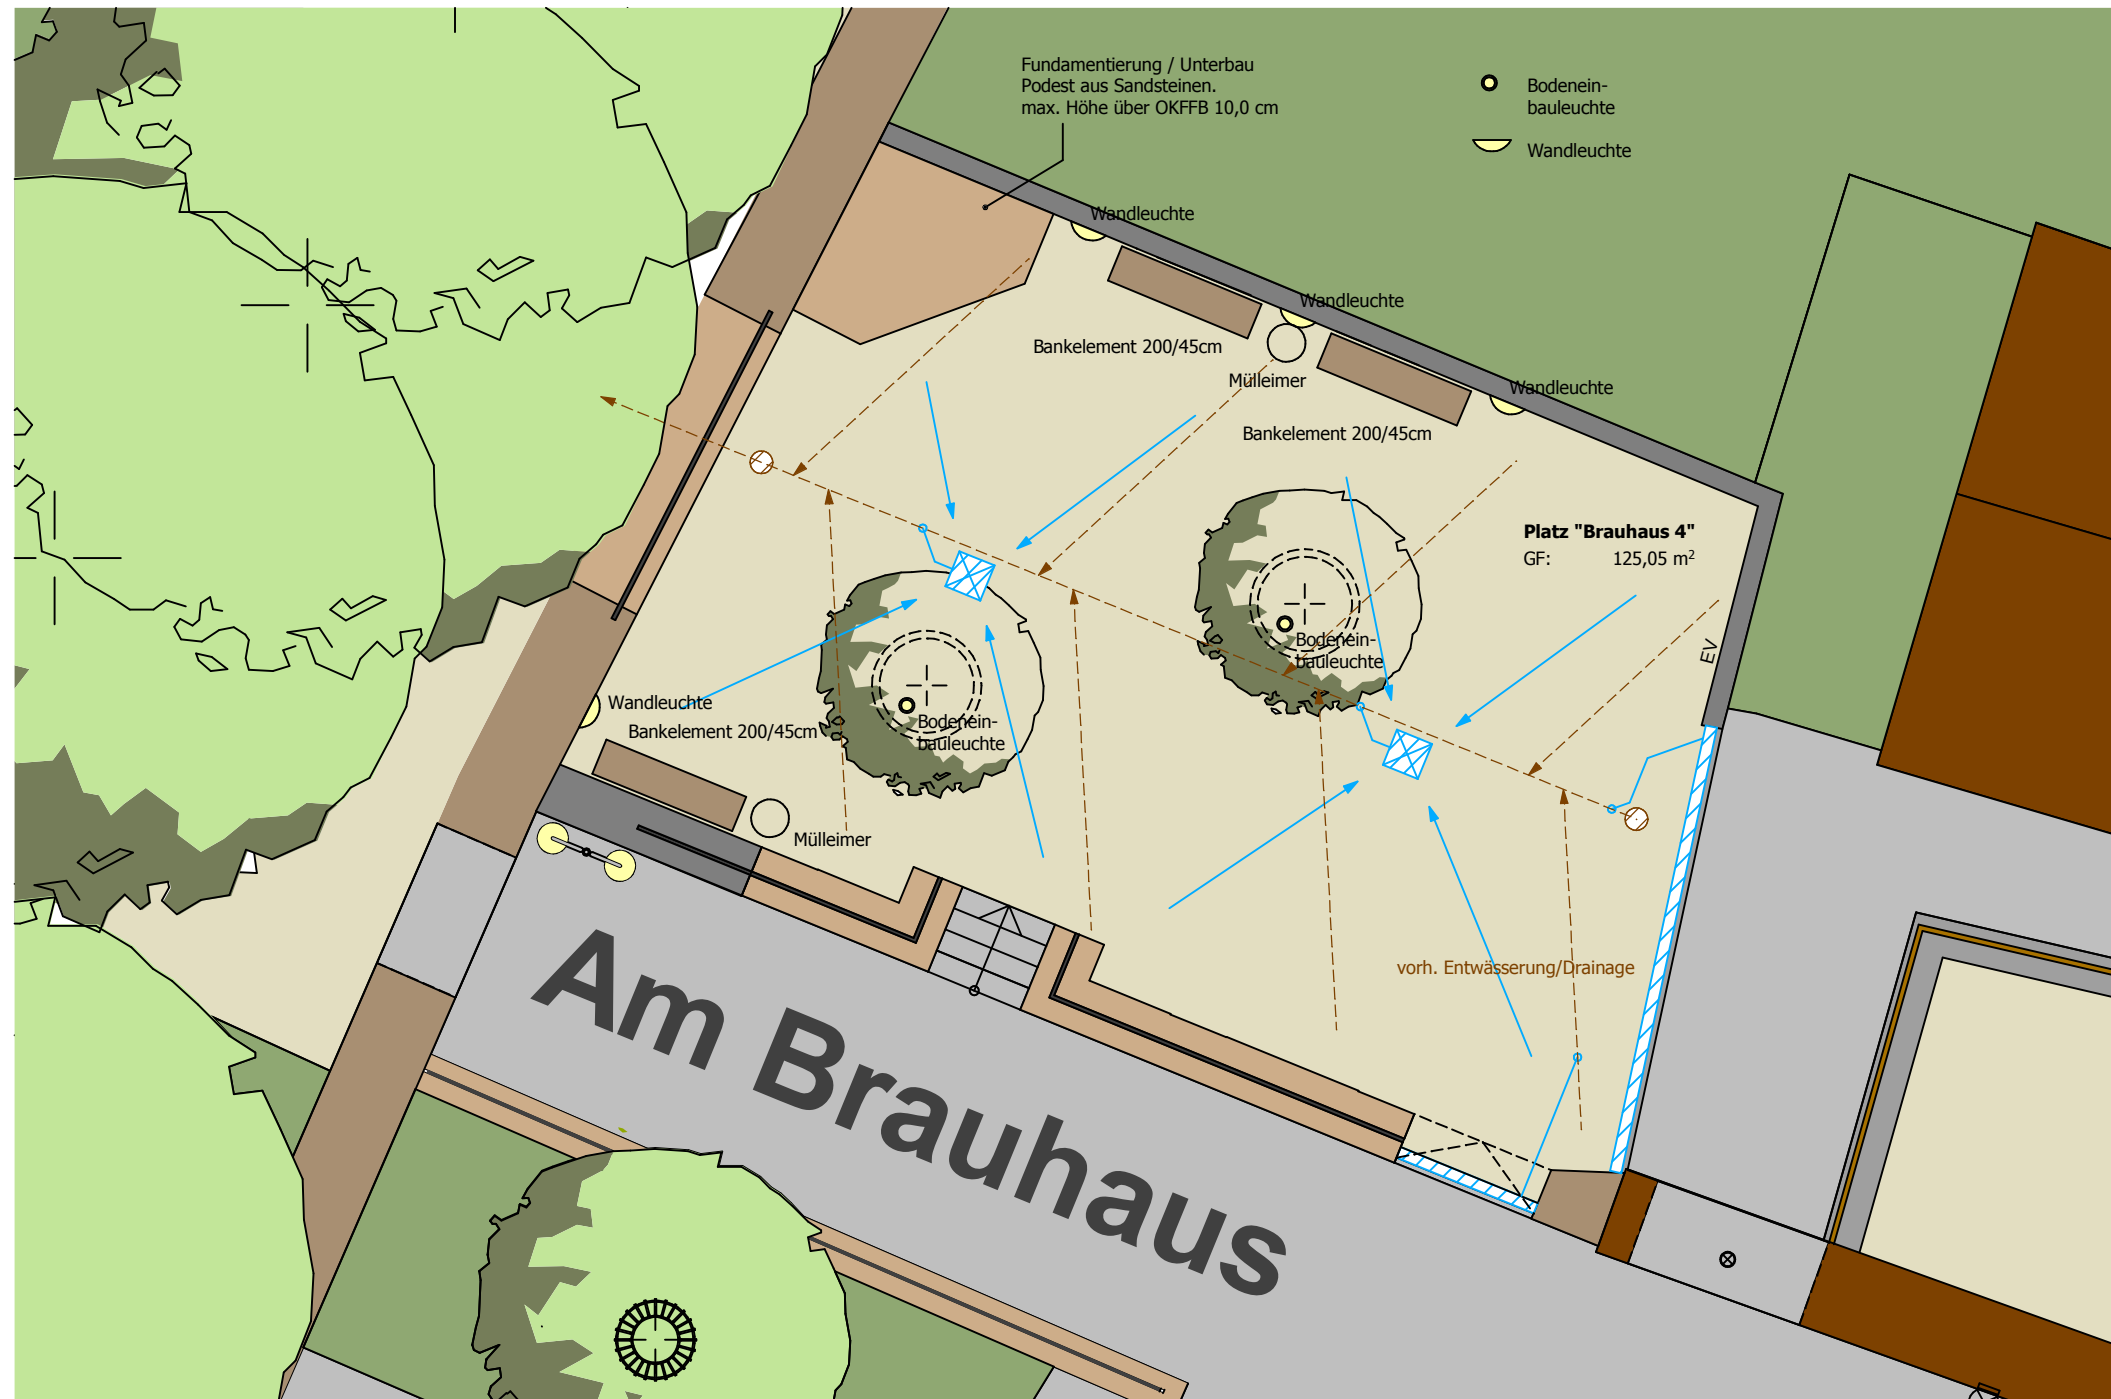 Fundamentierung / Unterbau
Podest aus Sandsteinen.
max. Höhe über OKFFB 10,0 cm
Bodenein-
bauleuchte
Wandleuchte
Wandleuchte
Wandleuchte
Bankelement 200/45cm
Mülleimer
Wandleuchte
Bankelement 200/45cm
Platz "Brauhaus 4"
GF: 125,05 m²
EV
Bodenein-
bauleuchte
Wandleuchte
Bankelement 200/45cm
Bodenein-
bauleuchte
Mülleimer
vorh. Entwässerung/Drainage
Am Brauhaus